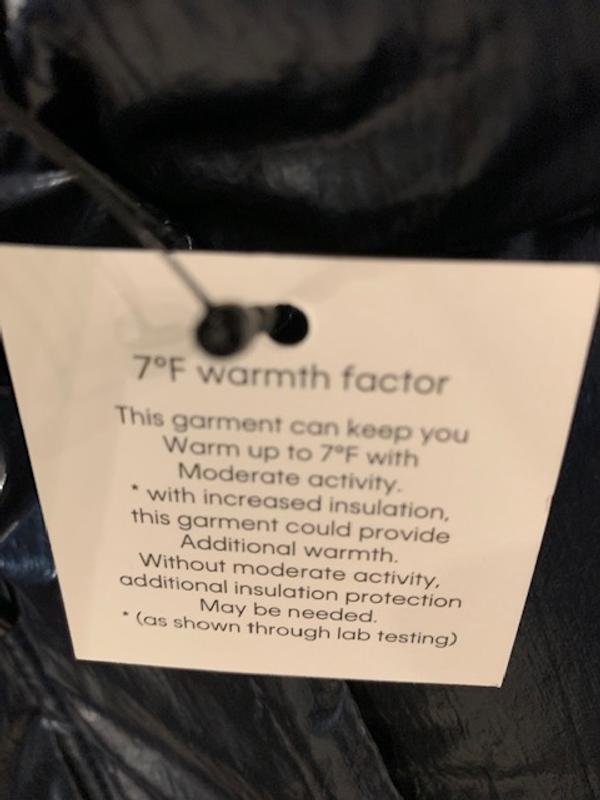 7°F warmth factor
This garment can keep you
Warm up to 7°F with
Moderate activity.
* with increased insulation,
this garment could provide
Additional warmth.
Without moderate activity,
additional insulation protection
May be needed.
* (as shown through lab testing)